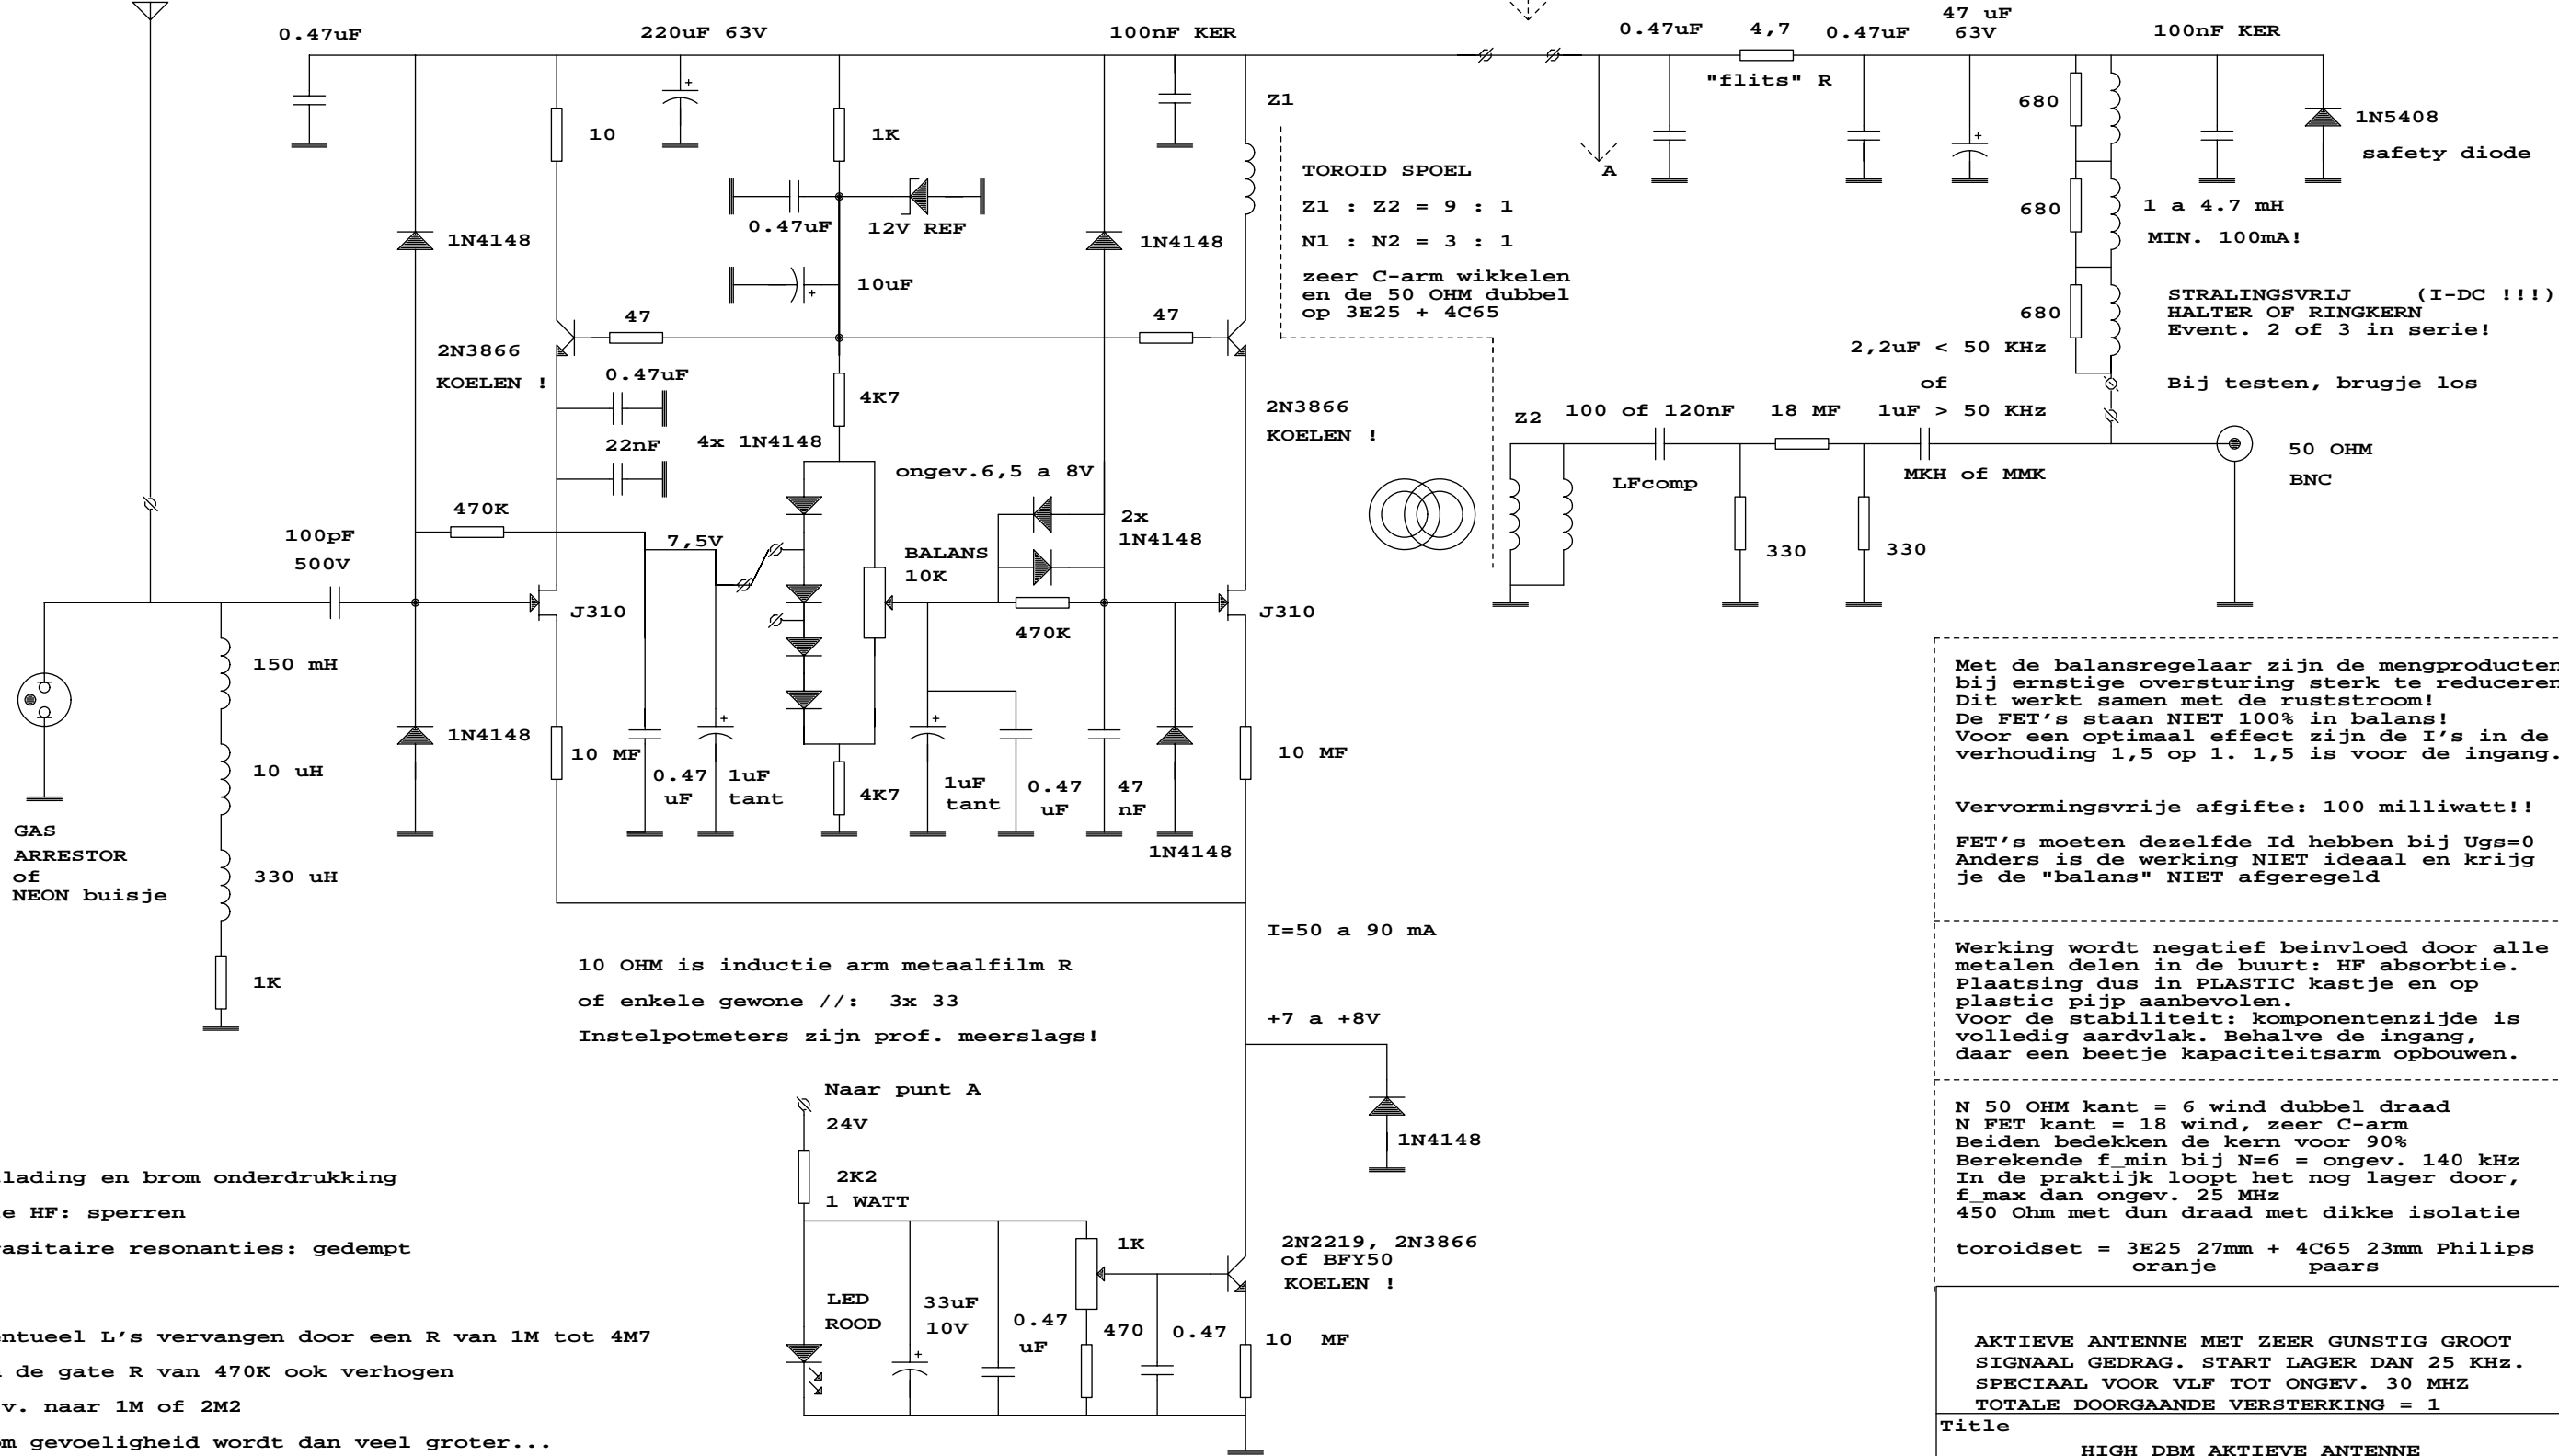 0.47uF
220uF 63V
100nF KER
0.47uF
4,7
0.47uF
47 uF
63V
100nF KER
"flits" R
10
1K
Z1
A
680
1N5408
safety diode
TOROID SPOEL
Z1 : Z2 = 9 : 1
N1 : N2 = 3 : 1
zeer C-arm wikkelen
en de 50 OHM dubbel
op 3E25 + 4C65
1N4148
0.47uF
12V REF
10uF
1N4148
680
1 a 4.7 mH
MIN. 100mA!
680
STRALINGSVRIJ (I-DC !!!)
HALTER OF RINGKERN
Event. 2 of 3 in serie!
Bij testen, brugje los
47
47
2N3866
KOELEN !
0.47uF
22nF
4K7
4x 1N4148
2N3866
KOELEN !
2,2uF < 50 KHz
of
1uF > 50 KHz
Z2
100 of 120nF
18 MF
LFcomp
MKH of MMK
50 OHM
BNC
330
330
ongev.6,5 a 8V
470K
100pF
500V
7,5V
BALANS
10K
2x
1N4148
J310
470K
J310
150 mH
10 uH
330 uH
1K
1N4148
10 MF
0.47
uF
1uF
tant
4K7
1uF
tant
0.47
uF
47
nF
1N4148
10 MF
GAS
ARRESTOR
of
NEON buisje
I=50 a 90 mA
10 OHM is inductie arm metaalfilm R
of enkele gewone //: 3x 33
Instelpotmeters zijn prof. meerslags!
+7 a +8V
1N4148
Naar punt A
24V
2K2
1 WATT
LED
ROOD
33uF
10V
0.47
uF
1K
470
0.47
2N2219, 2N3866
of BFY50
KOELEN !
10 MF
lading en brom onderdrukking
e HF: sperren
asitaire resonanties: gedempt
entueel L's vervangen door een R van 1M tot 4M7
de gate R van 470K ook verhogen
v. naar 1M of 2M2
om gevoeligheid wordt dan veel groter...
Met de balansregelaar zijn de mengproducten
bij ernstige oversturing sterk te reduceren
Dit werkt samen met de ruststroom!
De FET's staan NIET 100% in balans!
Voor een optimaal effect zijn de I's in de
verhouding 1,5 op 1. 1,5 is voor de ingang.
Vervormingsvrije afgifte: 100 milliwatt!!
FET's moeten dezelfde Id hebben bij Ugs=0
Anders is de werking NIET ideaal en krijg
je de "balans" NIET afgeregeld
Werking wordt negatief beinvloed door alle
metalen delen in de buurt: HF absorbtie.
Plaatsing dus in PLASTIC kastje en op
plastic pijp aanbevolen.
Voor de stabiliteit: komponentenzijde is
volledig aardvlak. Behalve de ingang,
daar een beetje kapaciteitsarm opbouwen.
N 50 OHM kant = 6 wind dubbel draad
N FET kant = 18 wind, zeer C-arm
Beiden bedekken de kern voor 90%
Berekende f_min bij N=6 = ongev. 140 kHz
In de praktijk loopt het nog lager door,
f_max dan ongev. 25 MHz
450 Ohm met dun draad met dikke isolatie
toroidset = 3E25 27mm + 4C65 23mm Philips
oranje paars
AKTIEVE ANTENNE MET ZEER GUNSTIG GROOT
SIGNAAL GEDRAG. START LAGER DAN 25 KHz.
SPECIAAL VOOR VLF TOT ONGEV. 30 MHZ
TOTALE DOORGAANDE VERSTERKING = 1
Title
HIGH DBM AKTIEVE ANTENNE